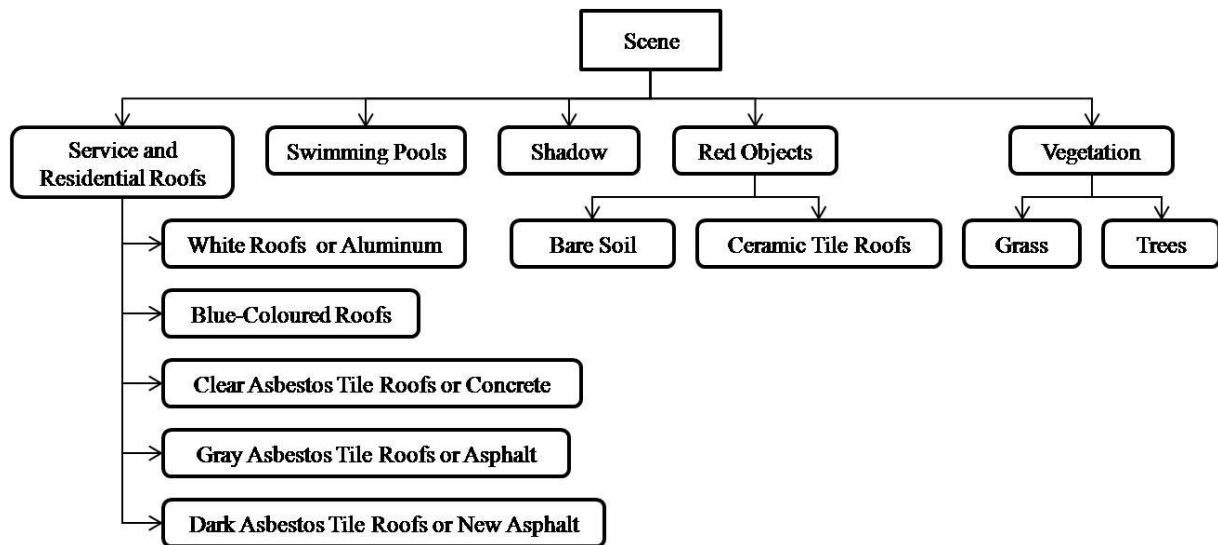 Scene
Service and
Residential Roofs
Swimming Pools
Shadow
Red Objects
Vegetation
Bare Soil
Ceramic Tile Roofs
Grass
Trees
White Roofs or Aluminum
Blue-Coloured Roofs
Clear Asbestos Tile Roofs or Concrete
Gray Asbestos Tile Roofs or Asphalt
Dark Asbestos Tile Roofs or New Asphalt